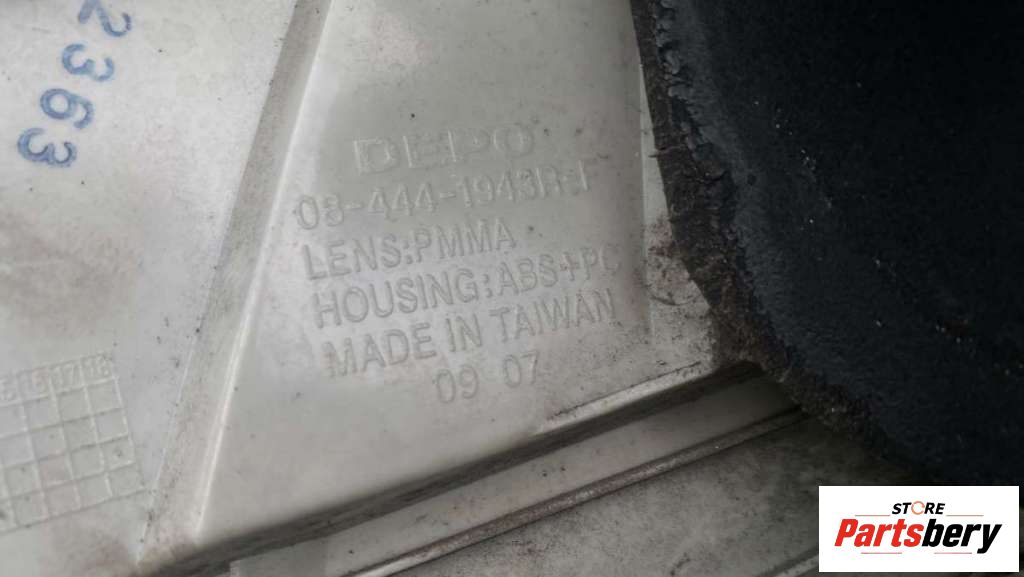 2363
DEPO
08-444-1943R-F
LENS:PMMA
HOUSING:ABS+PC
MADE IN TAIWAN
09 07
STORE
Partsbery